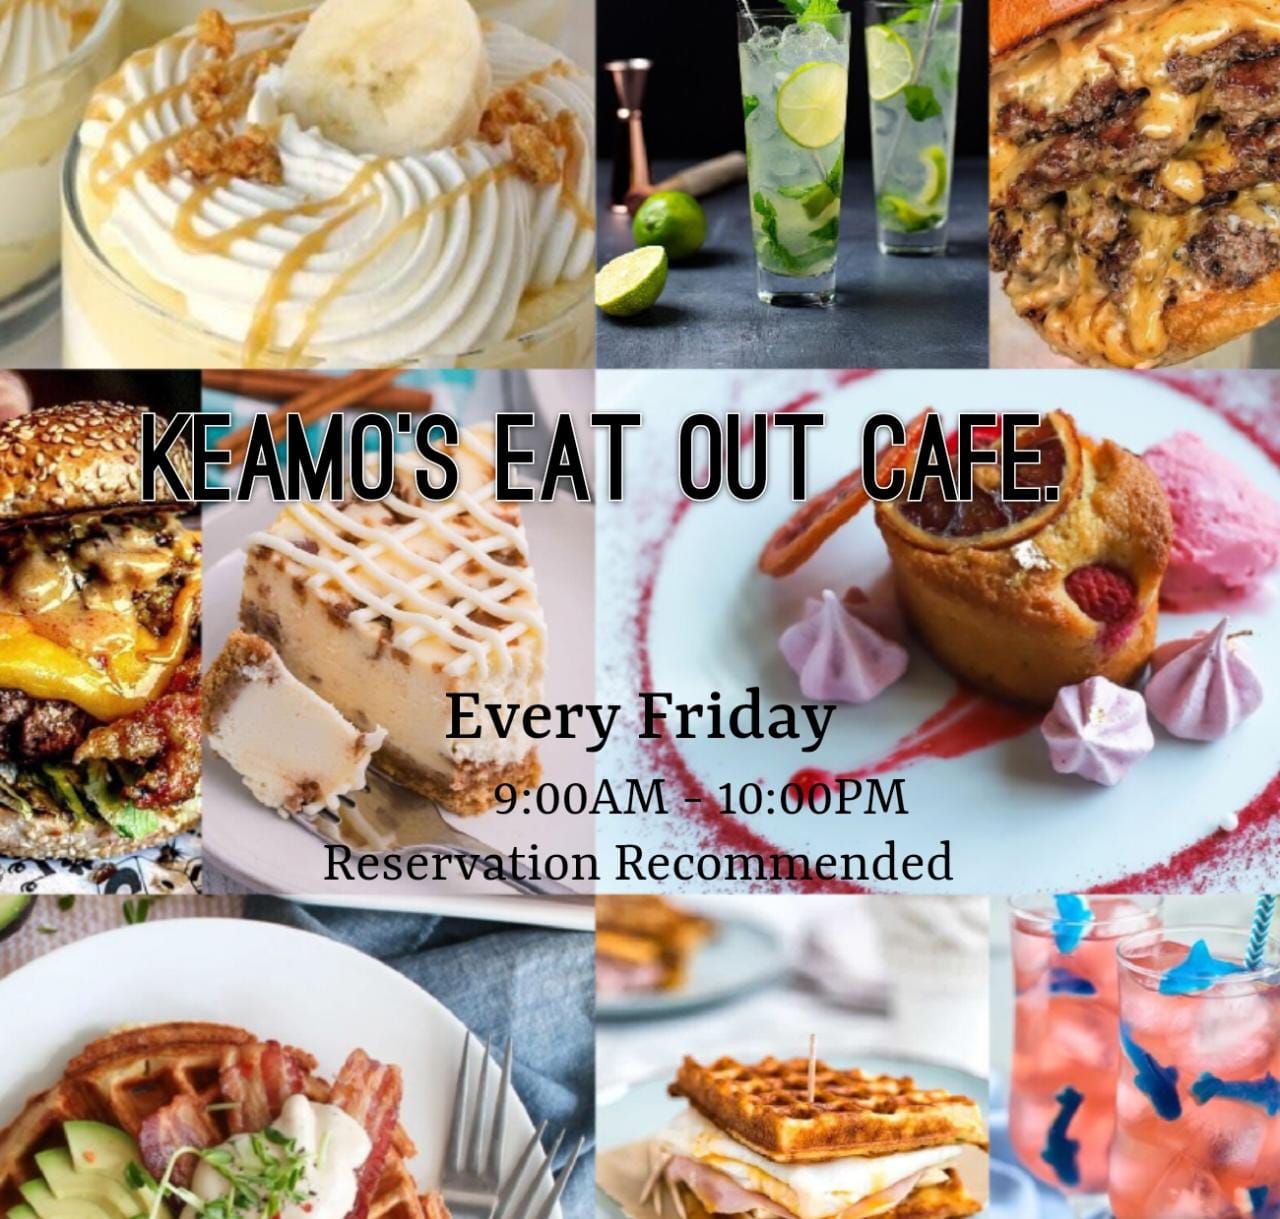 KEAMO'S EAT OUT CAFE.
Every Friday
9:00AM - 10:00PM
Reservation Recommended